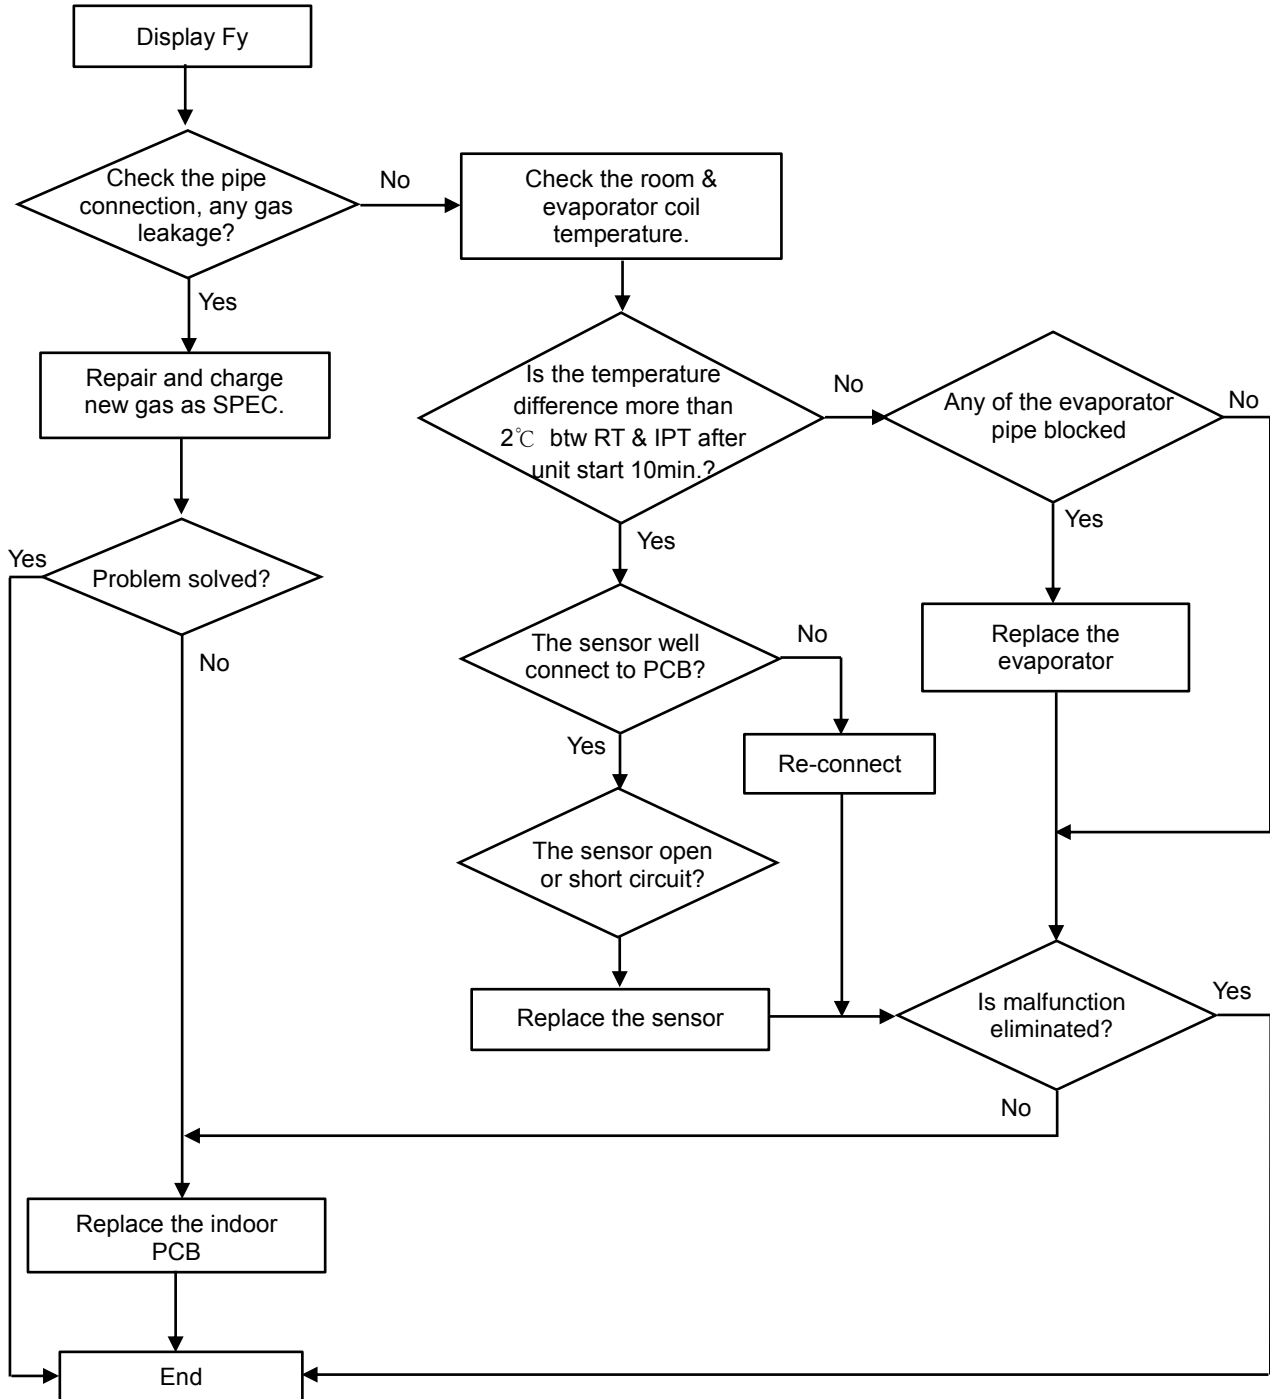 Display Fy
Check the pipe
connection, any gas
leakage?
No
Check the room &
evaporator coil
temperature.
Yes
Repair and charge
new gas as SPEC.
Is the temperature
difference more than
2℃ btw RT & IPT after
unit start 10min.?
No
Any of the evaporator
pipe blocked
No
Yes
Problem solved?
Yes
Yes
No
The sensor well
connect to PCB?
No
Replace the
evaporator
Yes
Re-connect
The sensor open
or short circuit?
Replace the sensor
Is malfunction
eliminated?
Yes
No
Replace the indoor
PCB
End